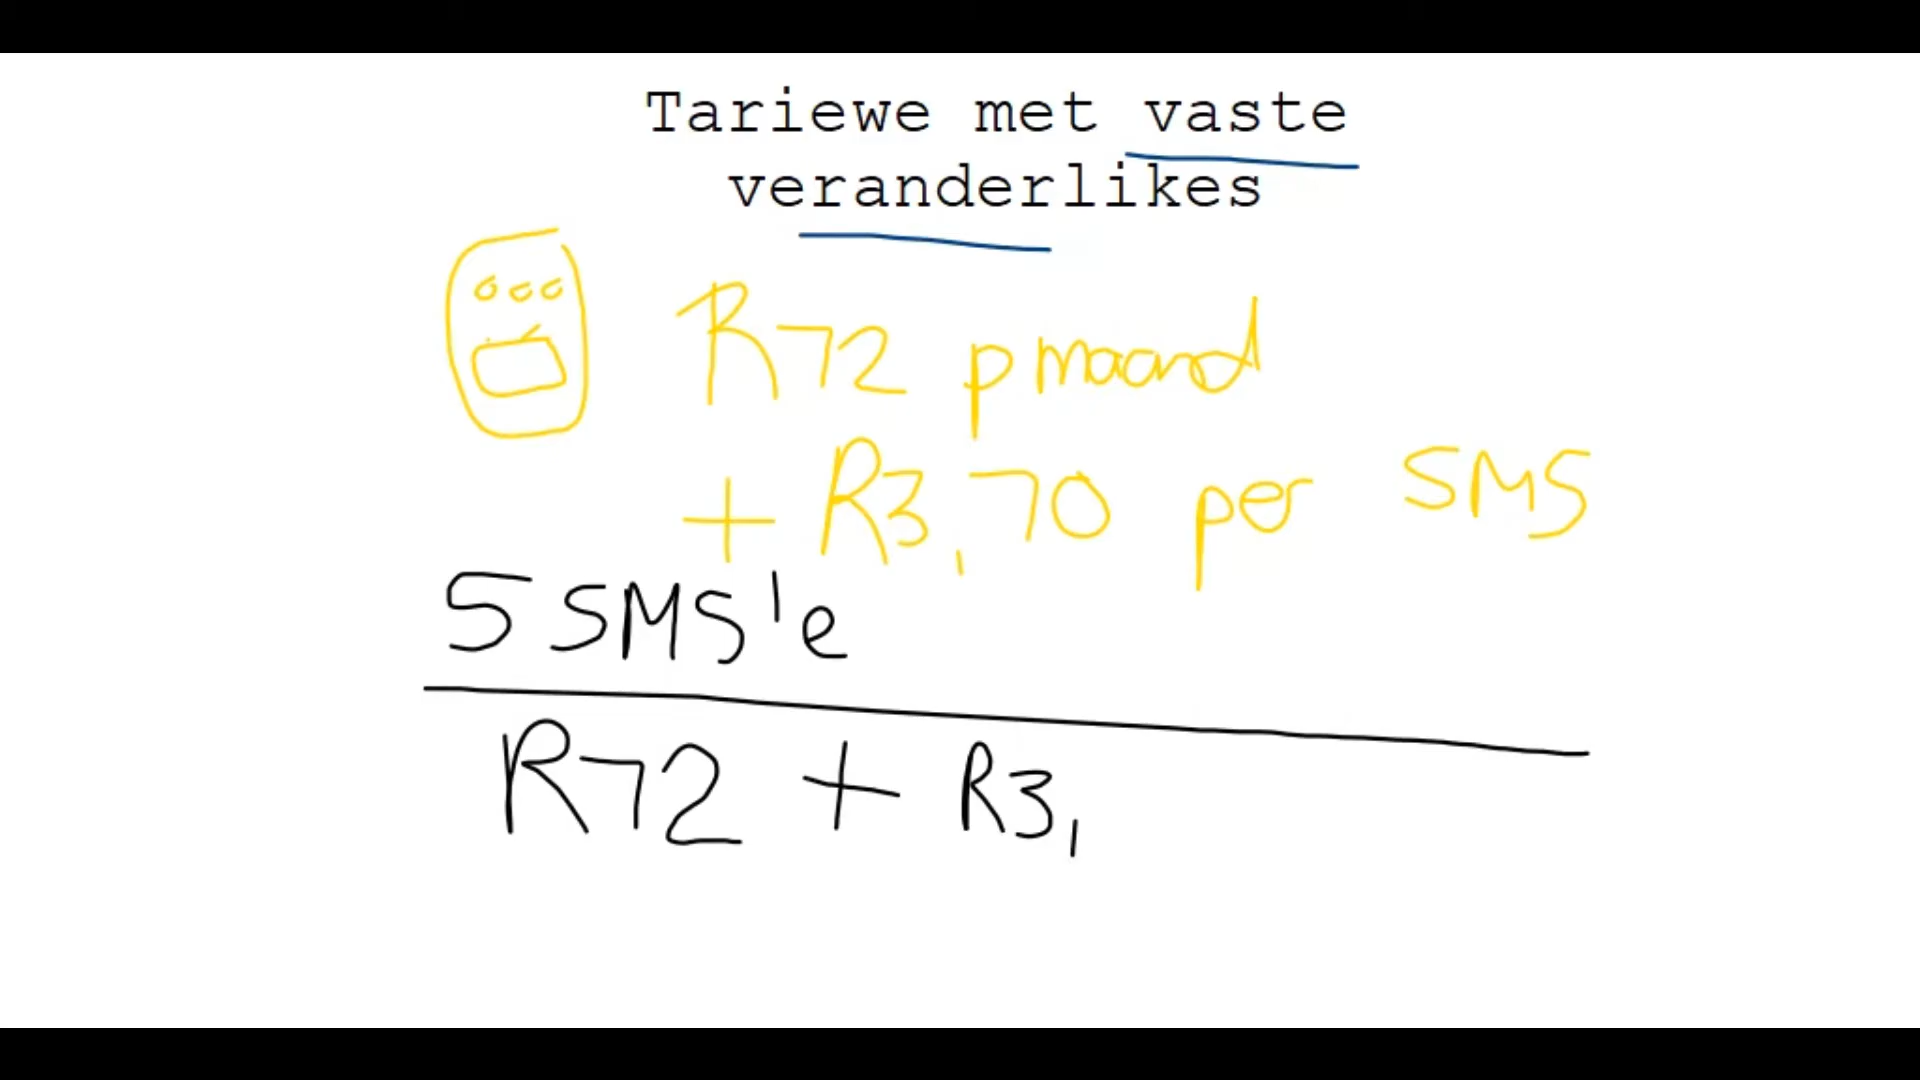 Tariewe met vaste
veranderlikes
R72 p maand
+ R3,70 per SMS
5 SMS'e
R72 + R3,